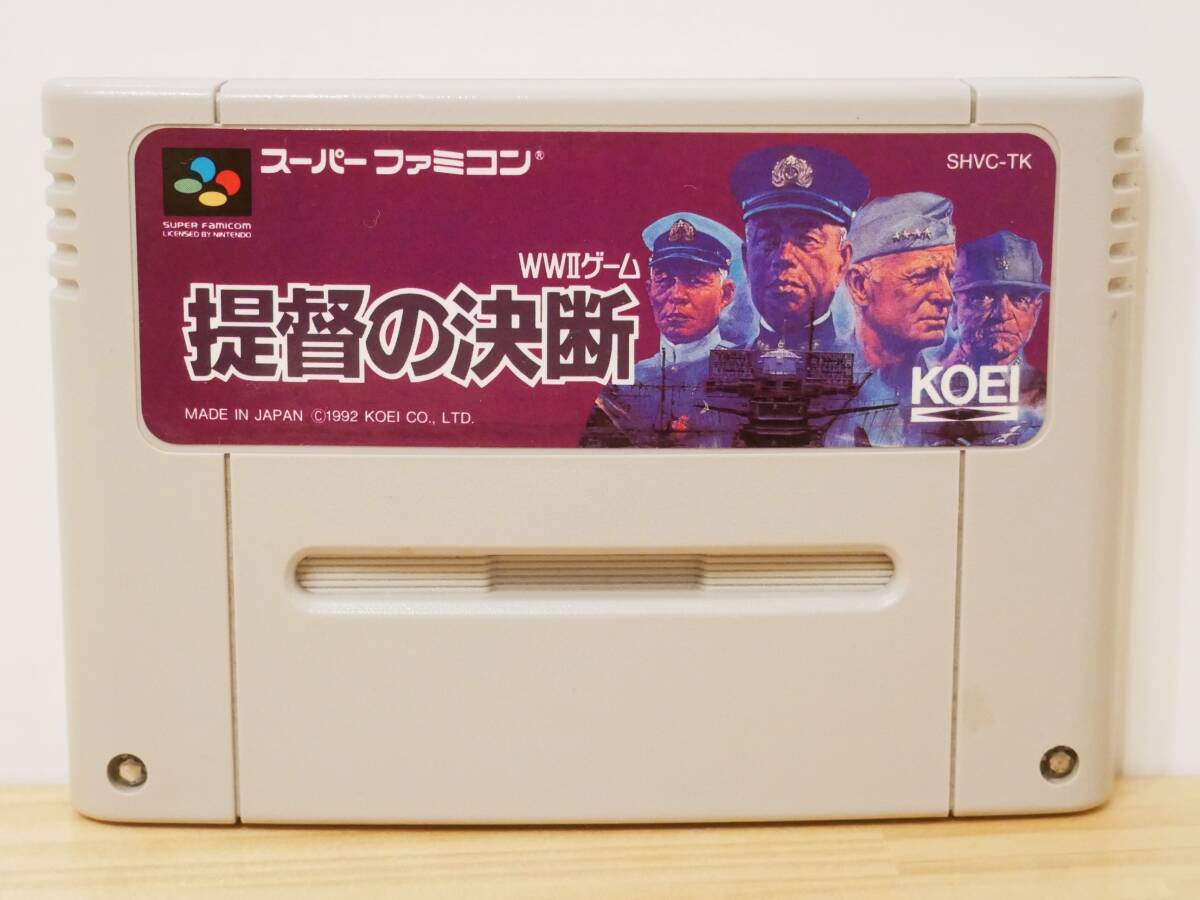 スーパーファミコン®
SHVC-TK
SUPER FAMICOM
LICENSED BY NINTENDO
WWIIゲーム
提督の決断
KOEI
MADE IN JAPAN ©1992 KOEI CO., LTD.